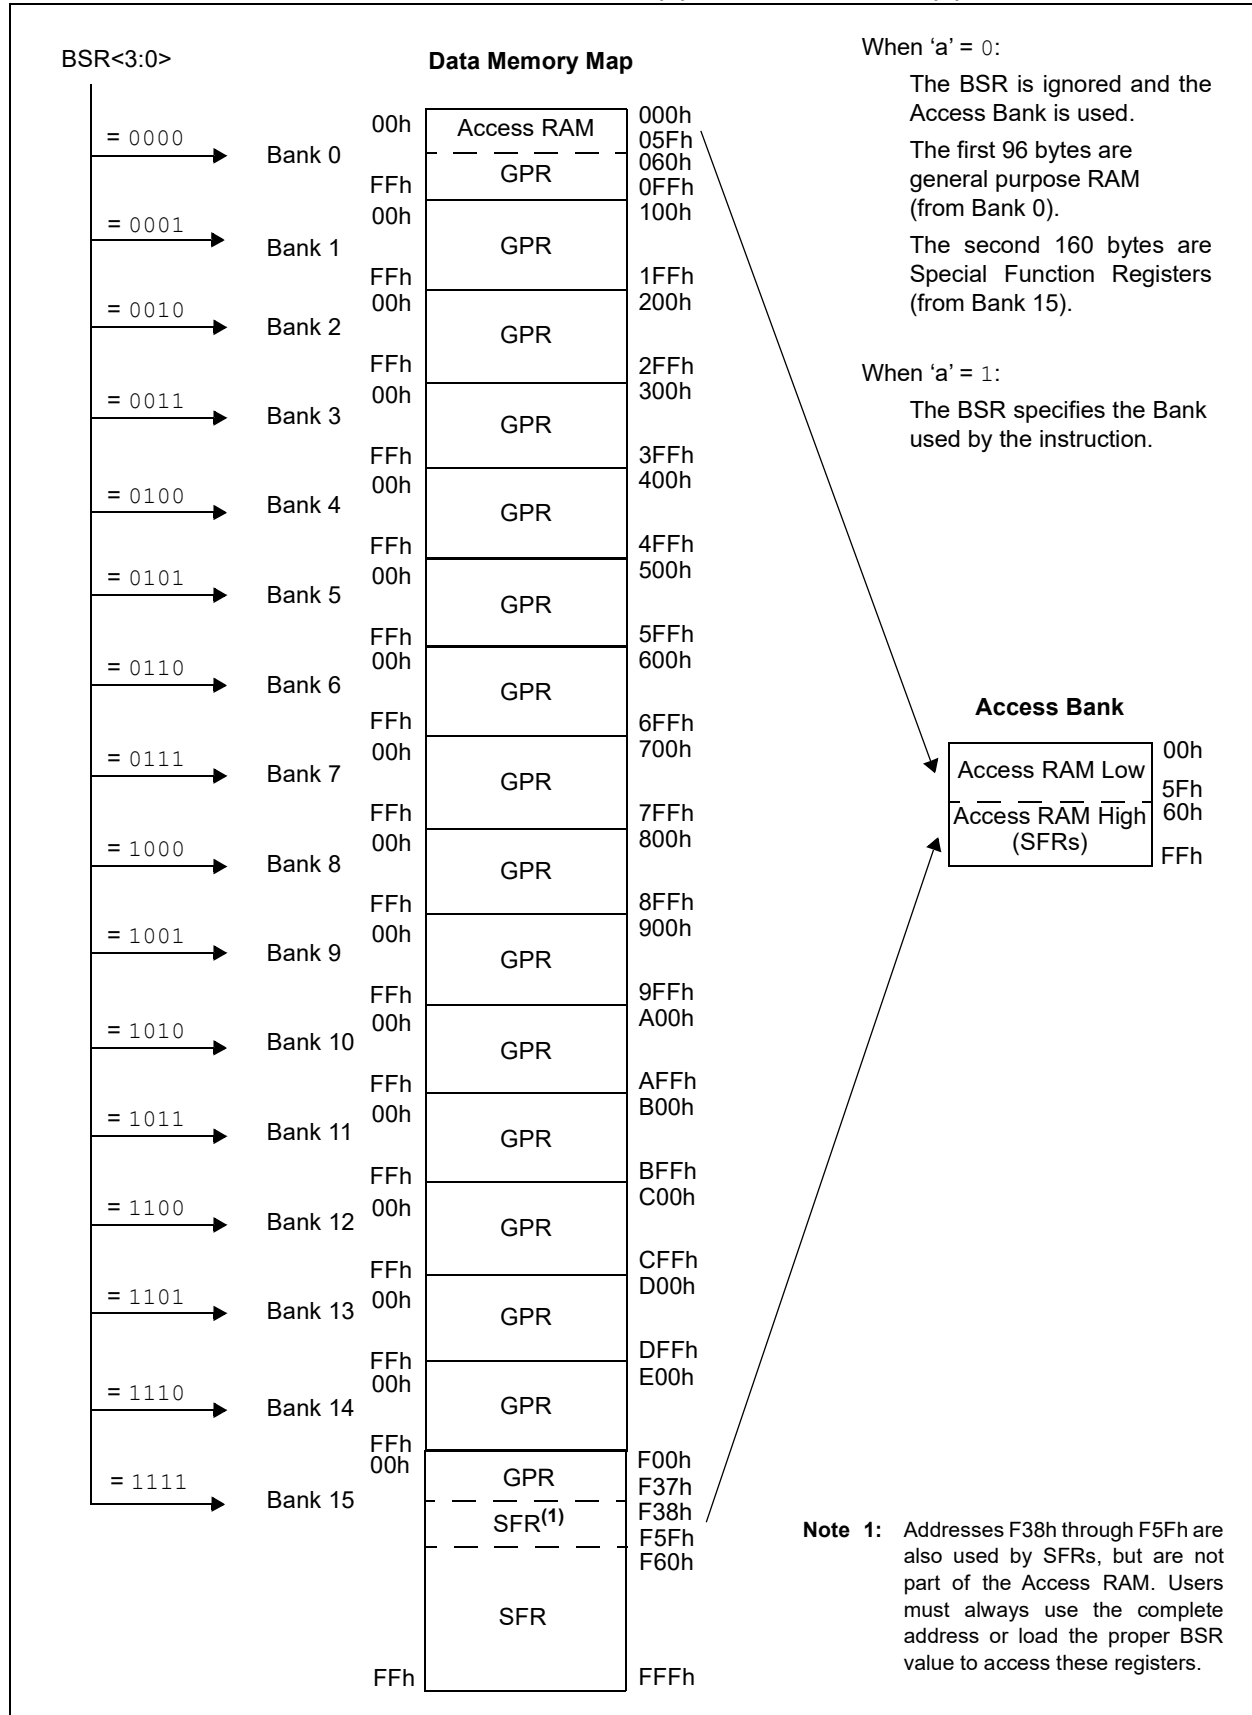 BSR<3:0>
Data Memory Map
When ‘a’ = 0:
The BSR is ignored and the
Access Bank is used.
The first 96 bytes are
general purpose RAM
(from Bank 0).
The second 160 bytes are
Special Function Registers
(from Bank 15).
When ‘a’ = 1:
The BSR specifies the Bank
used by the instruction.
= 0000
Bank 0
00h
Access RAM
000h
05Fh
060h
GPR
FFh
0FFh
= 0001
Bank 1
00h
100h
GPR
FFh
1FFh
= 0010
Bank 2
00h
200h
GPR
FFh
2FFh
= 0011
Bank 3
00h
300h
GPR
FFh
3FFh
= 0100
Bank 4
00h
400h
GPR
FFh
4FFh
= 0101
Bank 5
00h
500h
GPR
FFh
5FFh
= 0110
Bank 6
00h
600h
GPR
FFh
6FFh
= 0111
Bank 7
00h
700h
GPR
FFh
7FFh
= 1000
Bank 8
00h
800h
GPR
FFh
8FFh
= 1001
Bank 9
00h
900h
GPR
FFh
9FFh
= 1010
Bank 10
00h
A00h
GPR
FFh
AFFh
= 1011
Bank 11
00h
B00h
GPR
FFh
BFFh
= 1100
Bank 12
00h
C00h
GPR
FFh
CFFh
= 1101
Bank 13
00h
D00h
GPR
FFh
DFFh
= 1110
Bank 14
00h
E00h
GPR
FFh
= 1111
Bank 15
00h
F00h
GPR
F37h
F38h
SFR(1)
F5Fh
F60h
SFR
FFh
FFFh
Access Bank
Access RAM Low
00h
5Fh
Access RAM High
60h
(SFRs)
FFh
Note 1: Addresses F38h through F5Fh are
also used by SFRs, but are not
part of the Access RAM. Users
must always use the complete
address or load the proper BSR
value to access these registers.